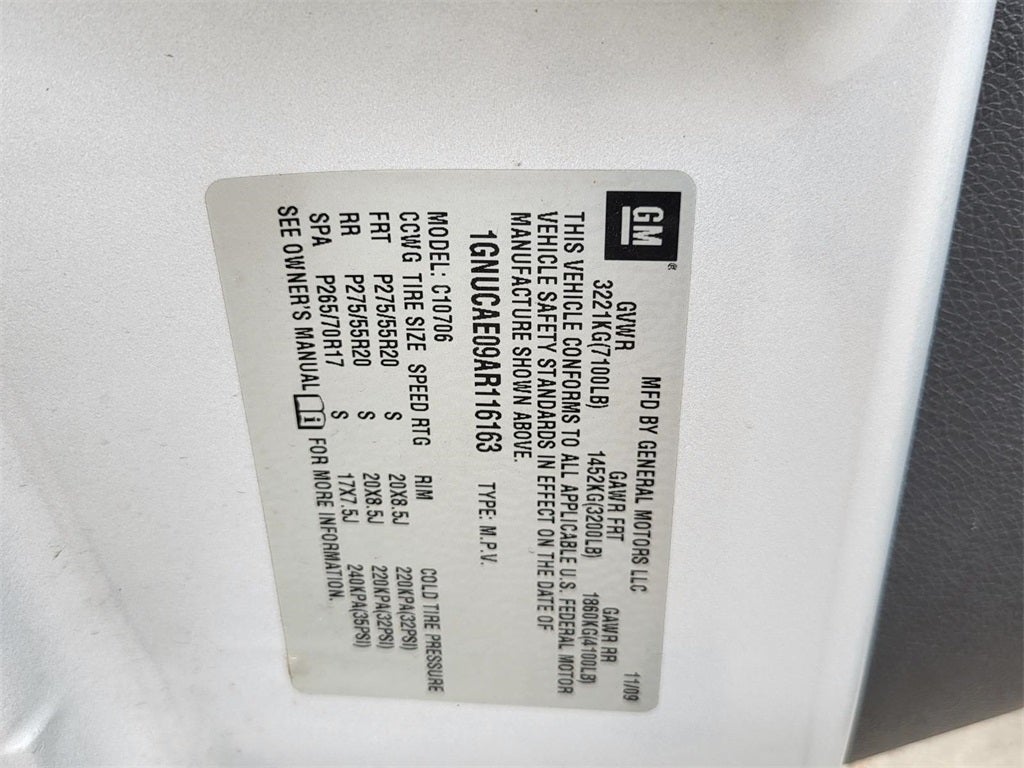 GM®
MFD BY GENERAL MOTORS LLC 11/09
GVWR GAWR FRT GAWR RR
3221KG(7100LB) 1452KG(3200LB) 1860KG(4100LB)
THIS VEHICLE CONFORMS TO ALL APPLICABLE U.S. FEDERAL MOTOR
VEHICLE SAFETY STANDARDS IN EFFECT ON THE DATE OF
MANUFACTURE SHOWN ABOVE.
1GNUCAE09AR116163 TYPE: M.P.V.
MODEL: C10706
CCWG TIRE SIZE SPEED RTG RIM COLD TIRE PRESSURE
FRT P275/55R20 S 20X8.5J 220KPA(32PSI)
RR P275/55R20 S 20X8.5J 220KPA(32PSI)
SPA P265/70R17 S 17X7.5J 240KPA(35PSI)
SEE OWNER'S MANUAL i FOR MORE INFORMATION.